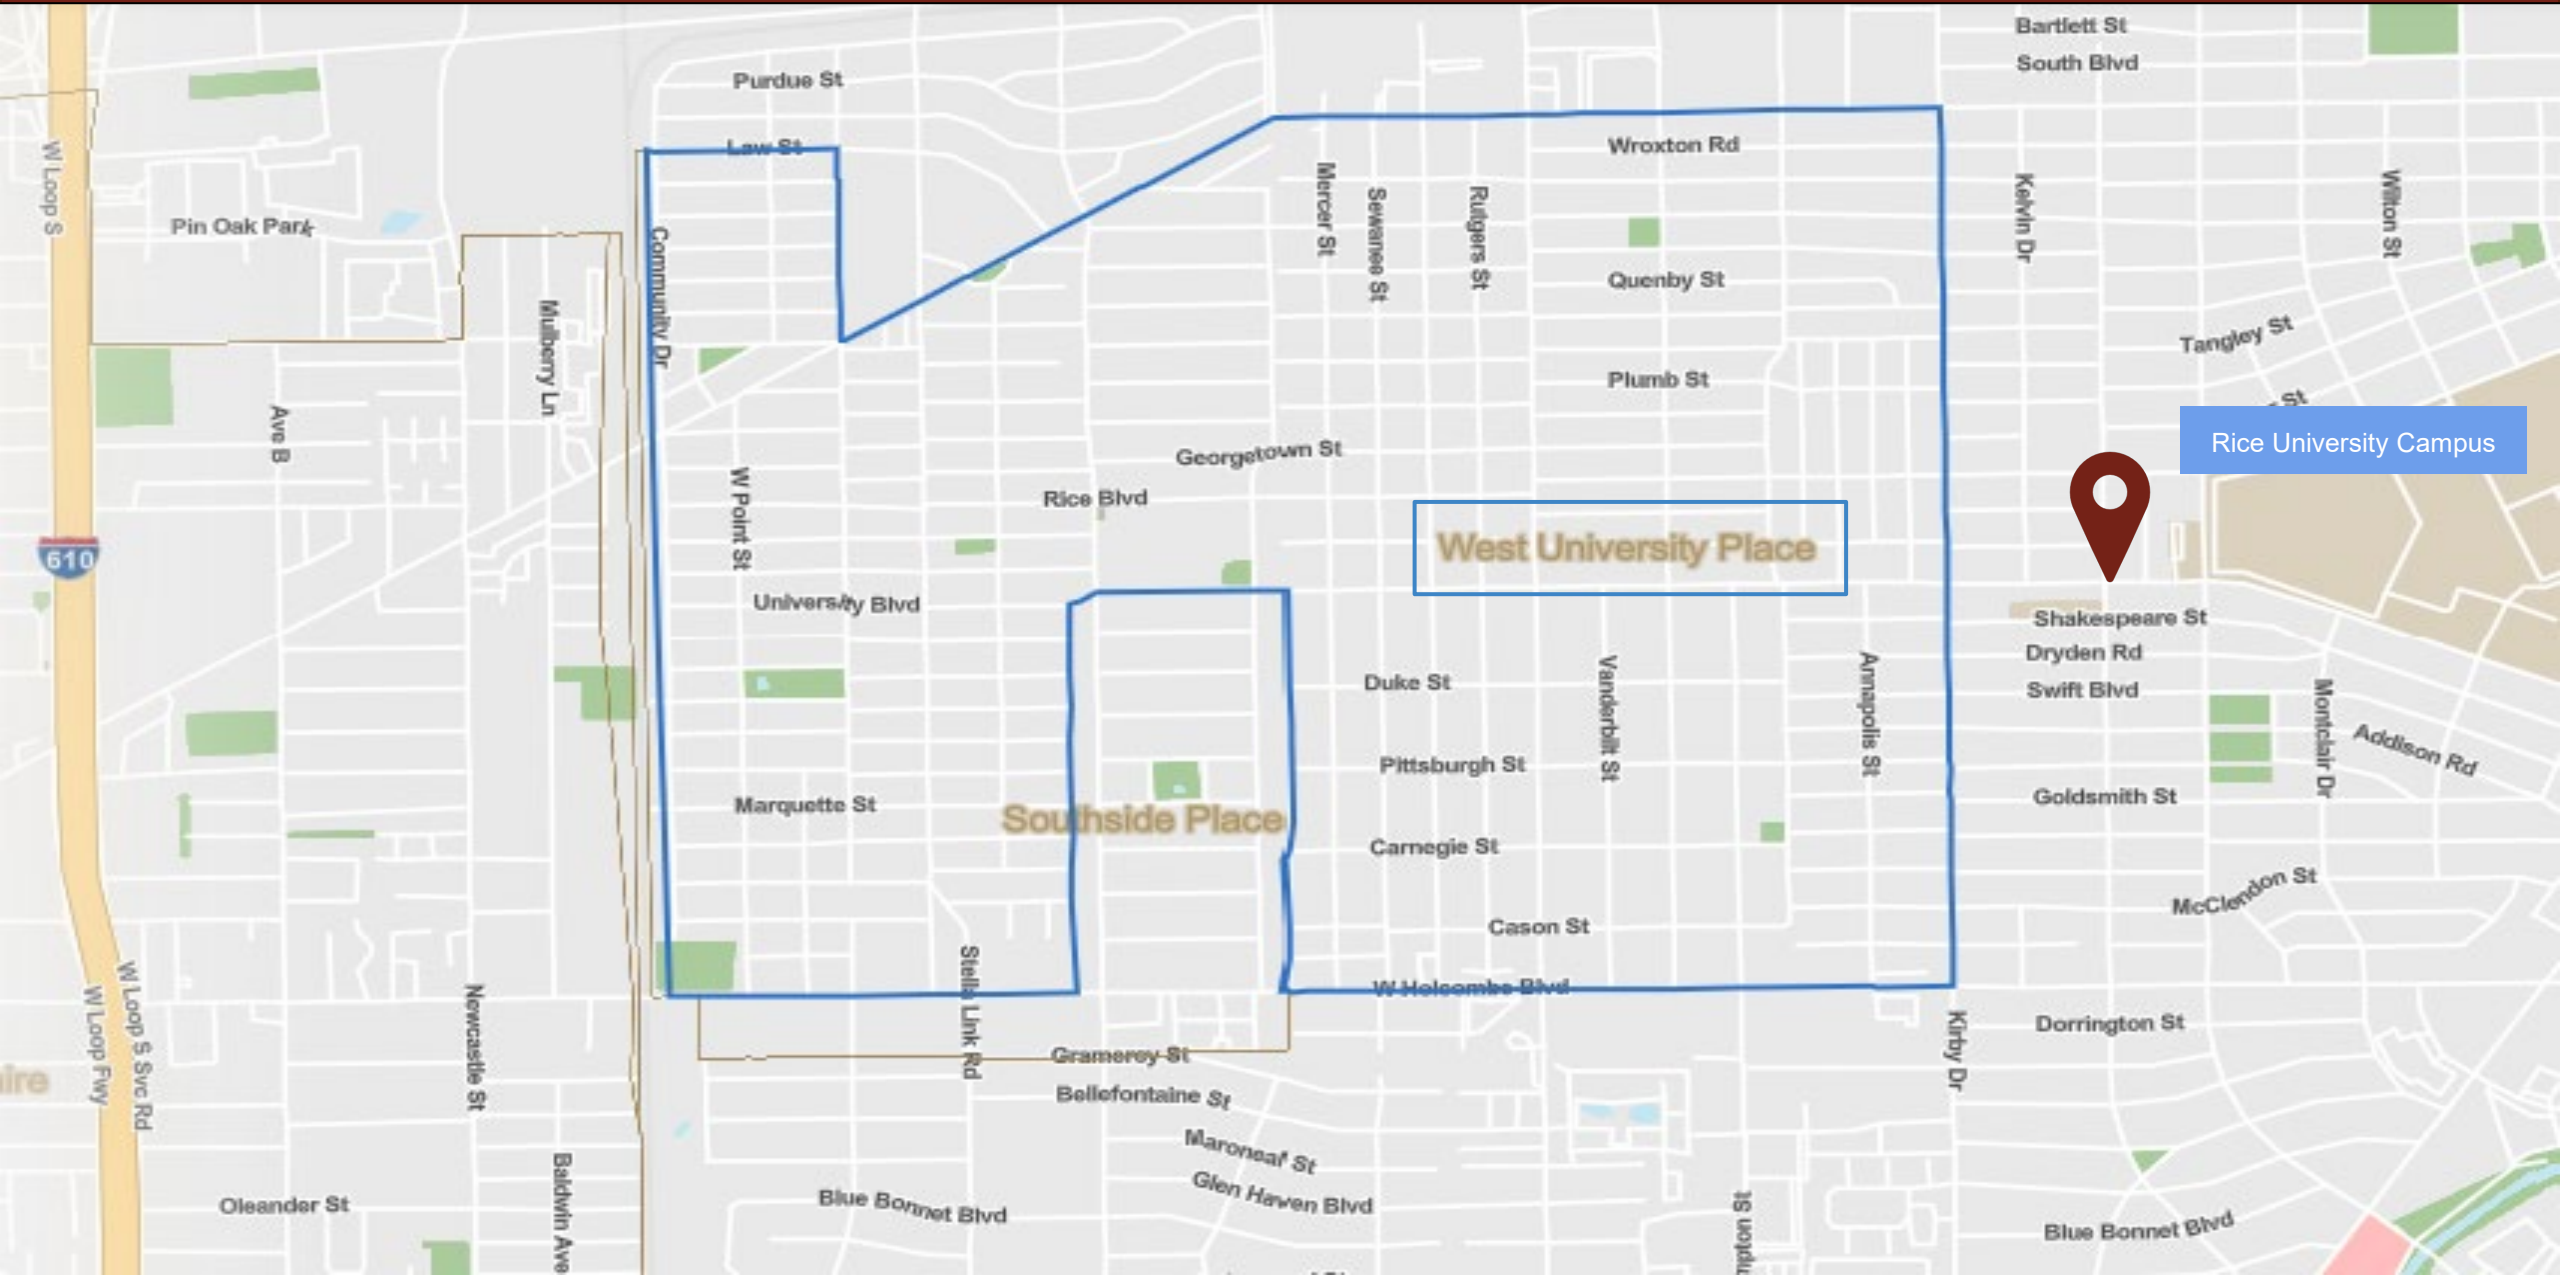 Bartlett St
South Blvd
Purdue St
Law St
Wroxton Rd
W Loop S
Pin Oak Park
Community Dr
Mercer St
Sewanee St
Rutgers St
Kelvin Dr
Wilton St
Quenby St
Mulberry Ln
Tangley St
Plumb St
St
Ave B
Rice University Campus
Georgetown St
W Point St
Rice Blvd
West University Place
610
University Blvd
Shakespeare St
Dryden Rd
Duke St
Vanderbilt St
Annapolis St
Swift Blvd
Montclair Dr
Addison Rd
Pittsburgh St
Marquette St
Southside Place
Goldsmith St
Carnegie St
McClendon St
Cason St
Stella Link Rd
W Loop S Svc Rd
W Loop Fwy
Newcastle St
W Holcombe Blvd
Kirby Dr
Dorrington St
Gramercy St
ire
Bellefontaine St
Maroneaf St
Baldwin Ave
Glen Haven Blvd
Oleander St
Blue Bonnet Blvd
Blue Bonnet Blvd